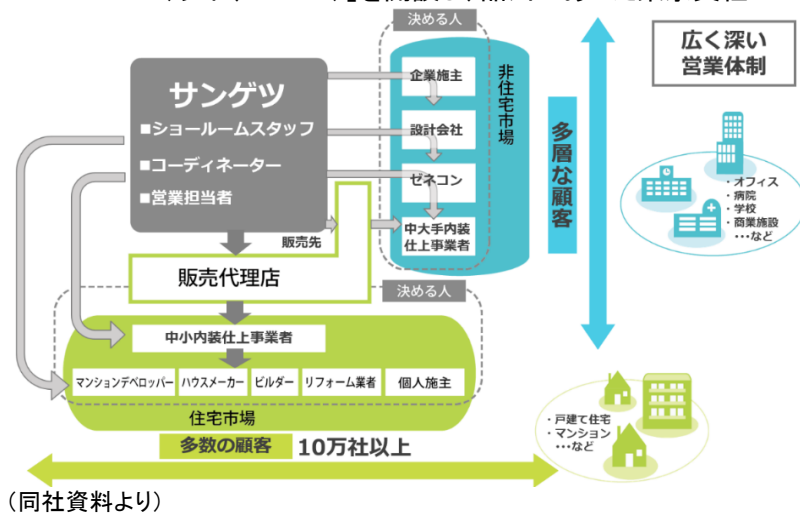 決める人
広く深い
営業体制
サンゲツ
■ショールームスタッフ
■コーディネーター
■営業担当者
企業施主
設計会社
ゼネコン
中大手内装
仕上事業者
非住宅市場
多層な顧客
・オフィス
・病院
・学校
・商業施設
・・・など
販売先
販売代理店
決める人
中小内装仕上事業者
マンションデベロッパー
ハウスメーカー
ビルダー
リフォーム業者
個人施主
住宅市場
多数の顧客 10万社以上
・戸建て住宅
・マンション
・・・など
(同社資料より)